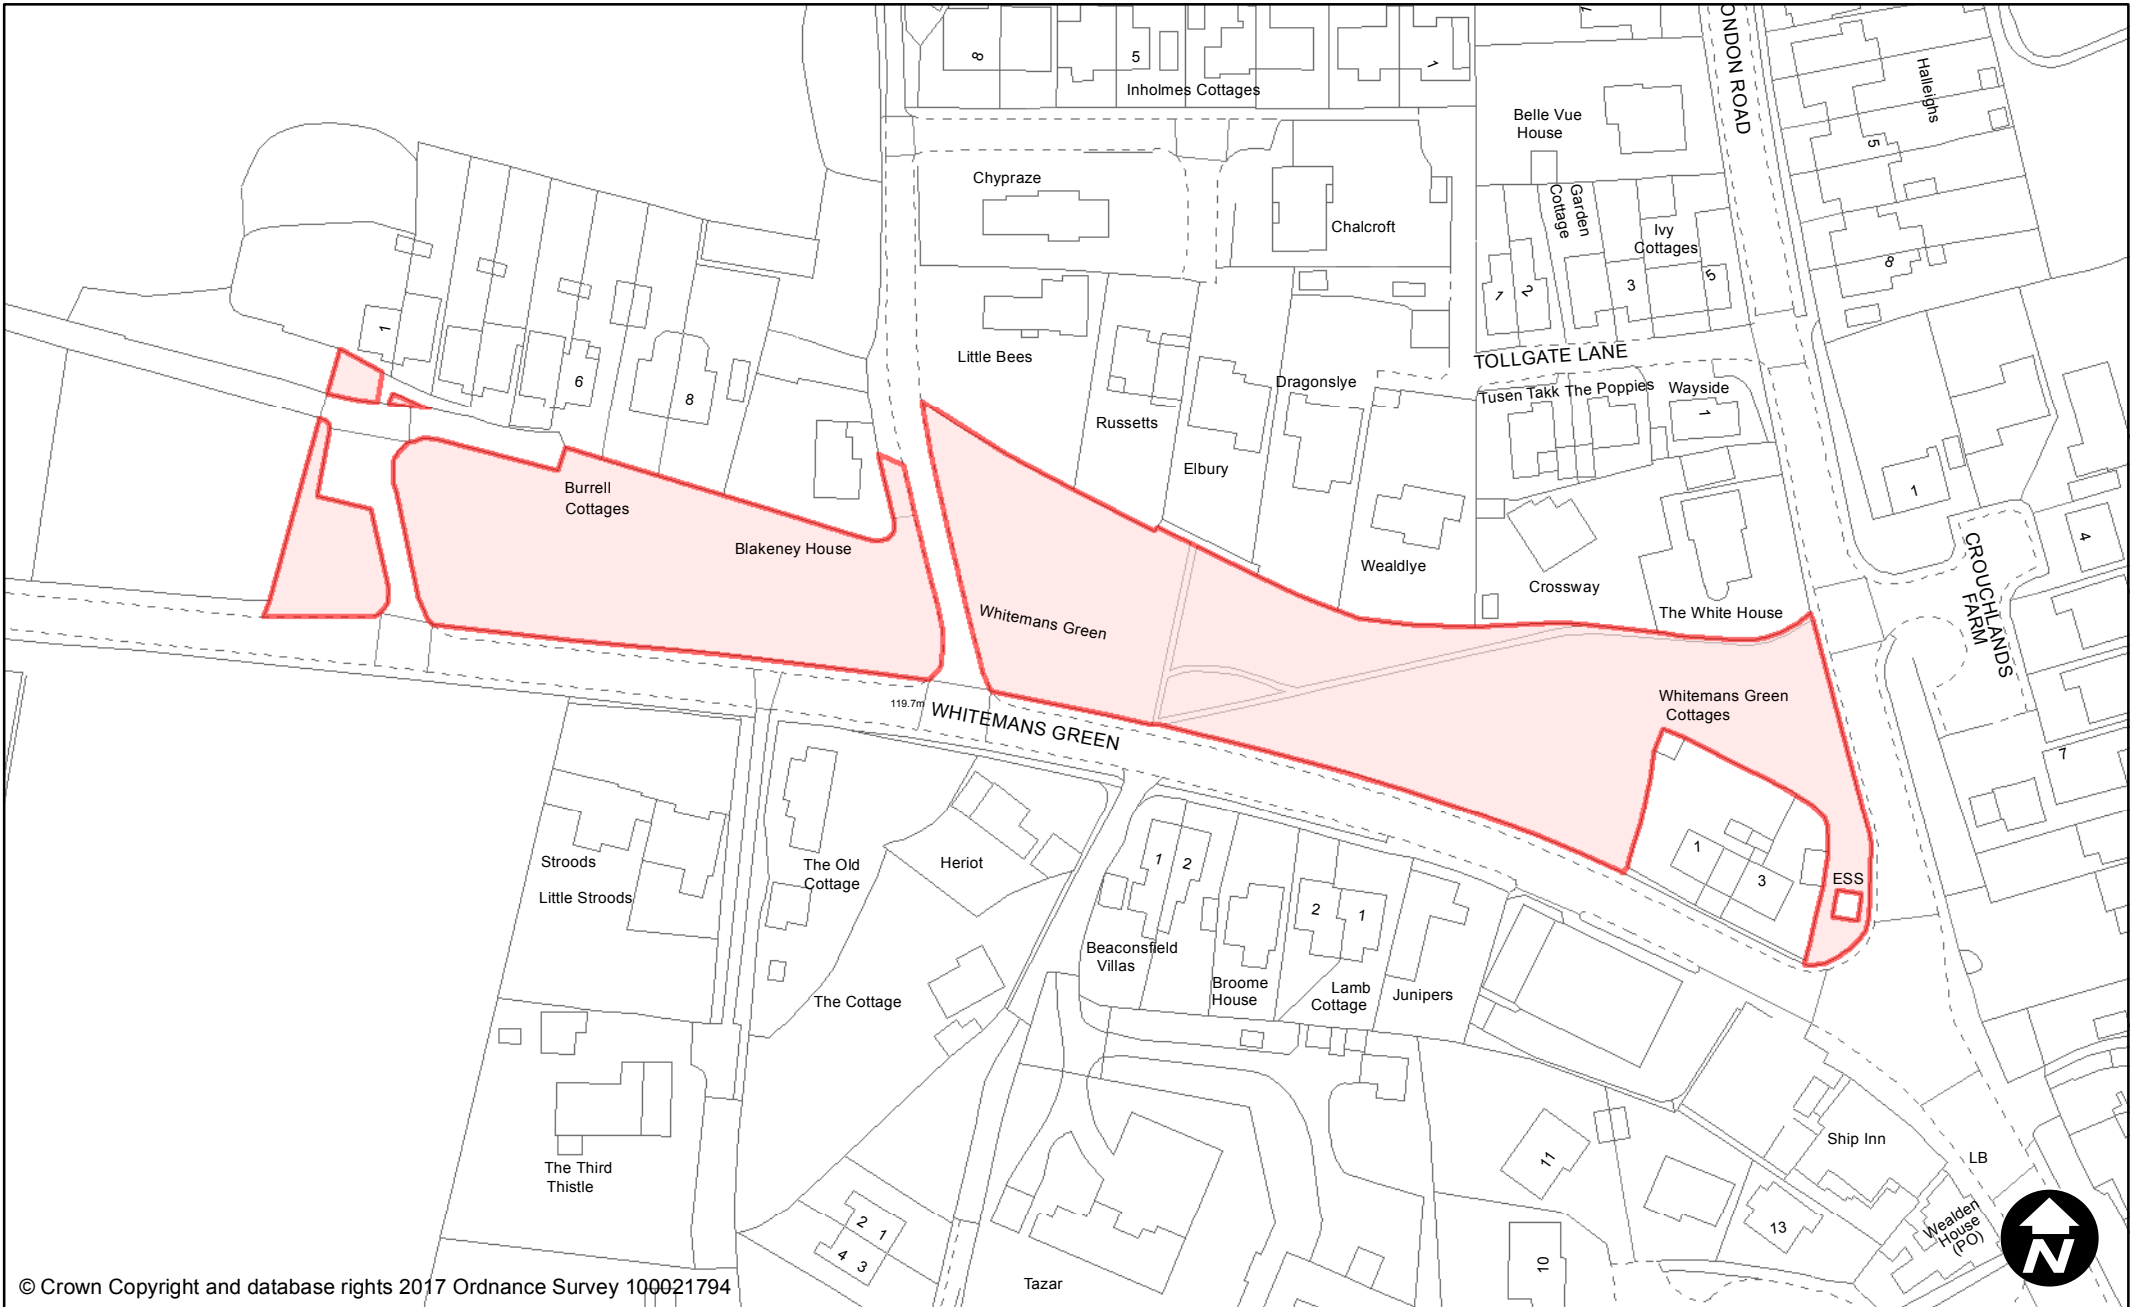 8
5
1
1
Inholmes Cottages
LONDON ROAD
Halleighs
5
8
Belle Vue
House
Chypraze
Chalcroft
Garden
Cottage
Ivy
Cottages
1
2
3
5
1
6
8
Little Bees
TOLLGATE LANE
Dragonslye
Tusen Takk
The Poppies
Wayside
1
Russetts
Elbury
Burrell
Cottages
Blakeney House
Wealdlye
Crossway
The White House
1
4
CROUCHLANDS
FARM
7
Whitemans Green
Whitemans Green
Cottages
119.7m
WHITEMANS GREEN
Stroods
Little Stroods
The Old
Cottage
Heriot
1
2
2
1
1
3
ESS
Beaconsfield
Villas
Broome
House
Lamb
Cottage
Junipers
The Cottage
The Third
Thistle
2
1
4
3
Tazar
11
10
13
Ship Inn
LB
Wealden
House
(PO)
N
© Crown Copyright and database rights 2017 Ordnance Survey 100021794